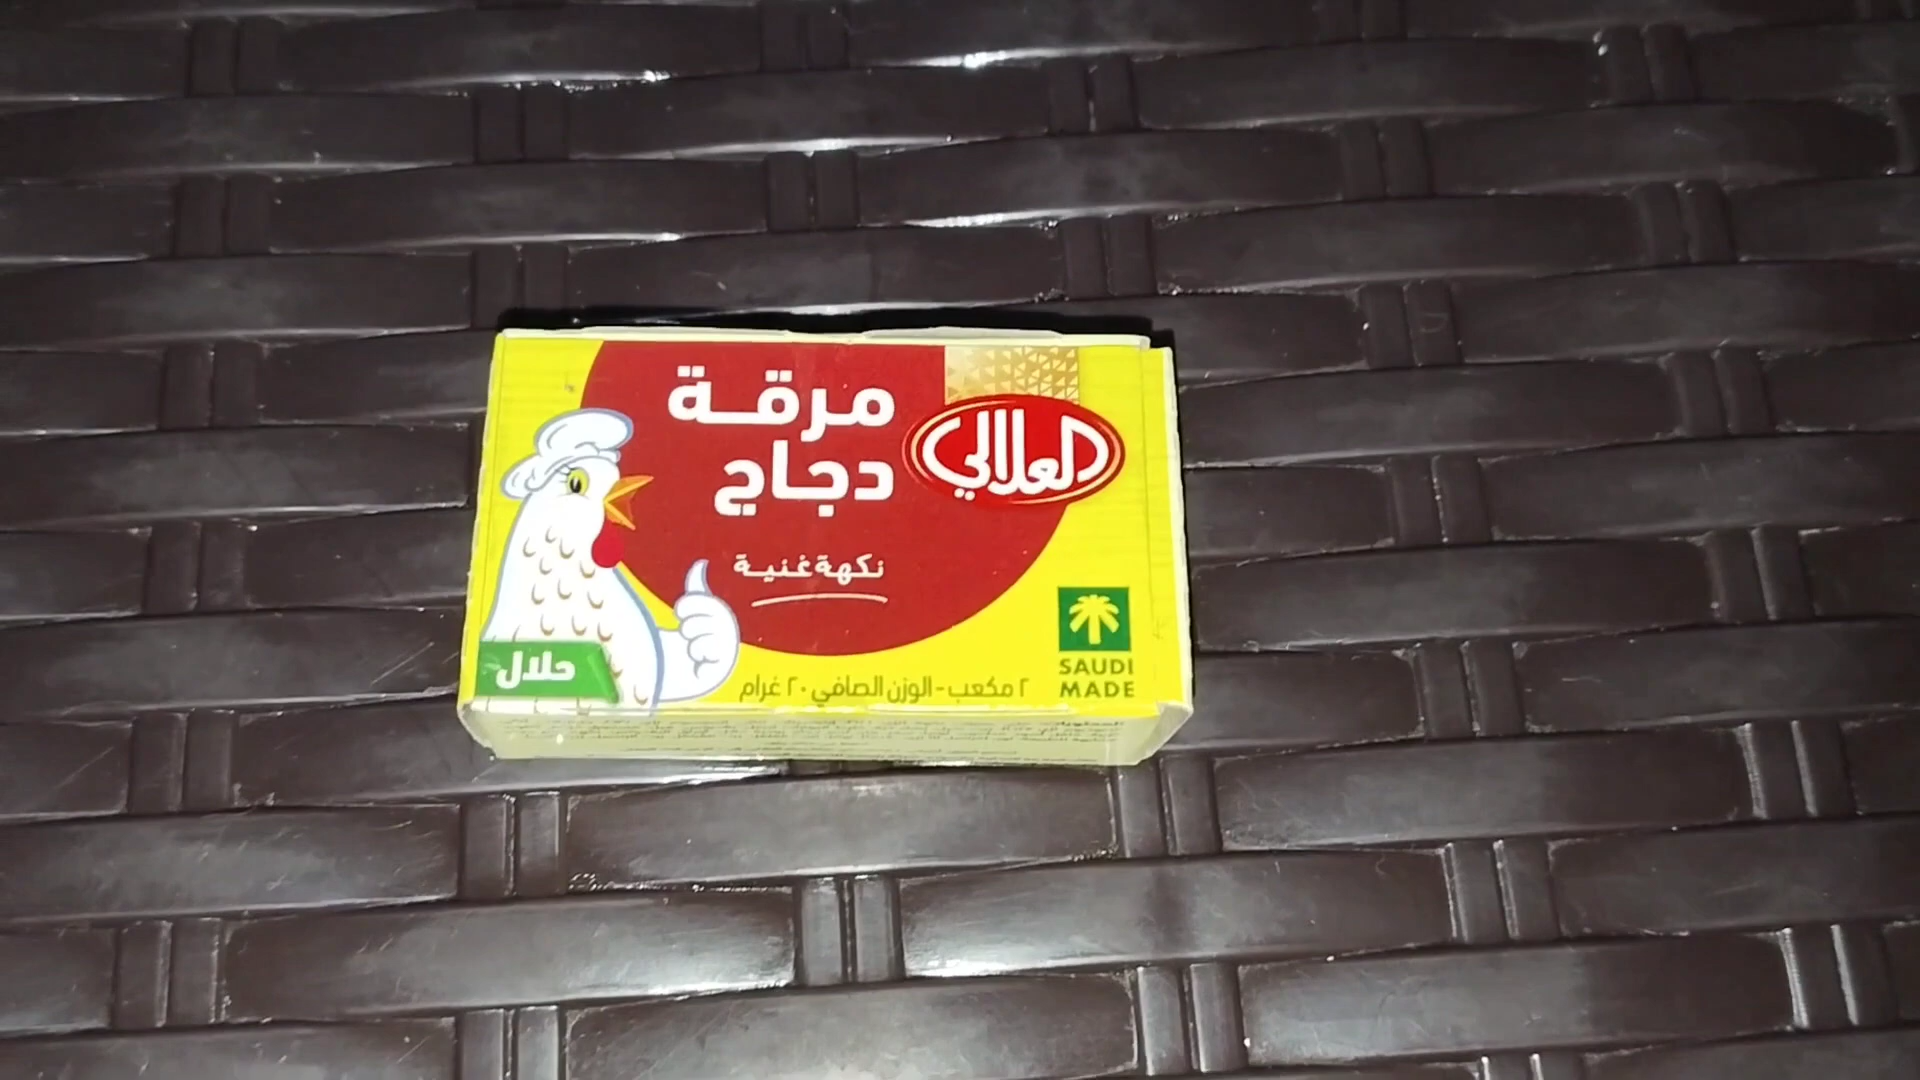 مرقة
دجاج
العلالي
نكهة غنية
حلال
٢ مكعب - الوزن الصافي ٢٠ غرام
SAUDI
MADE